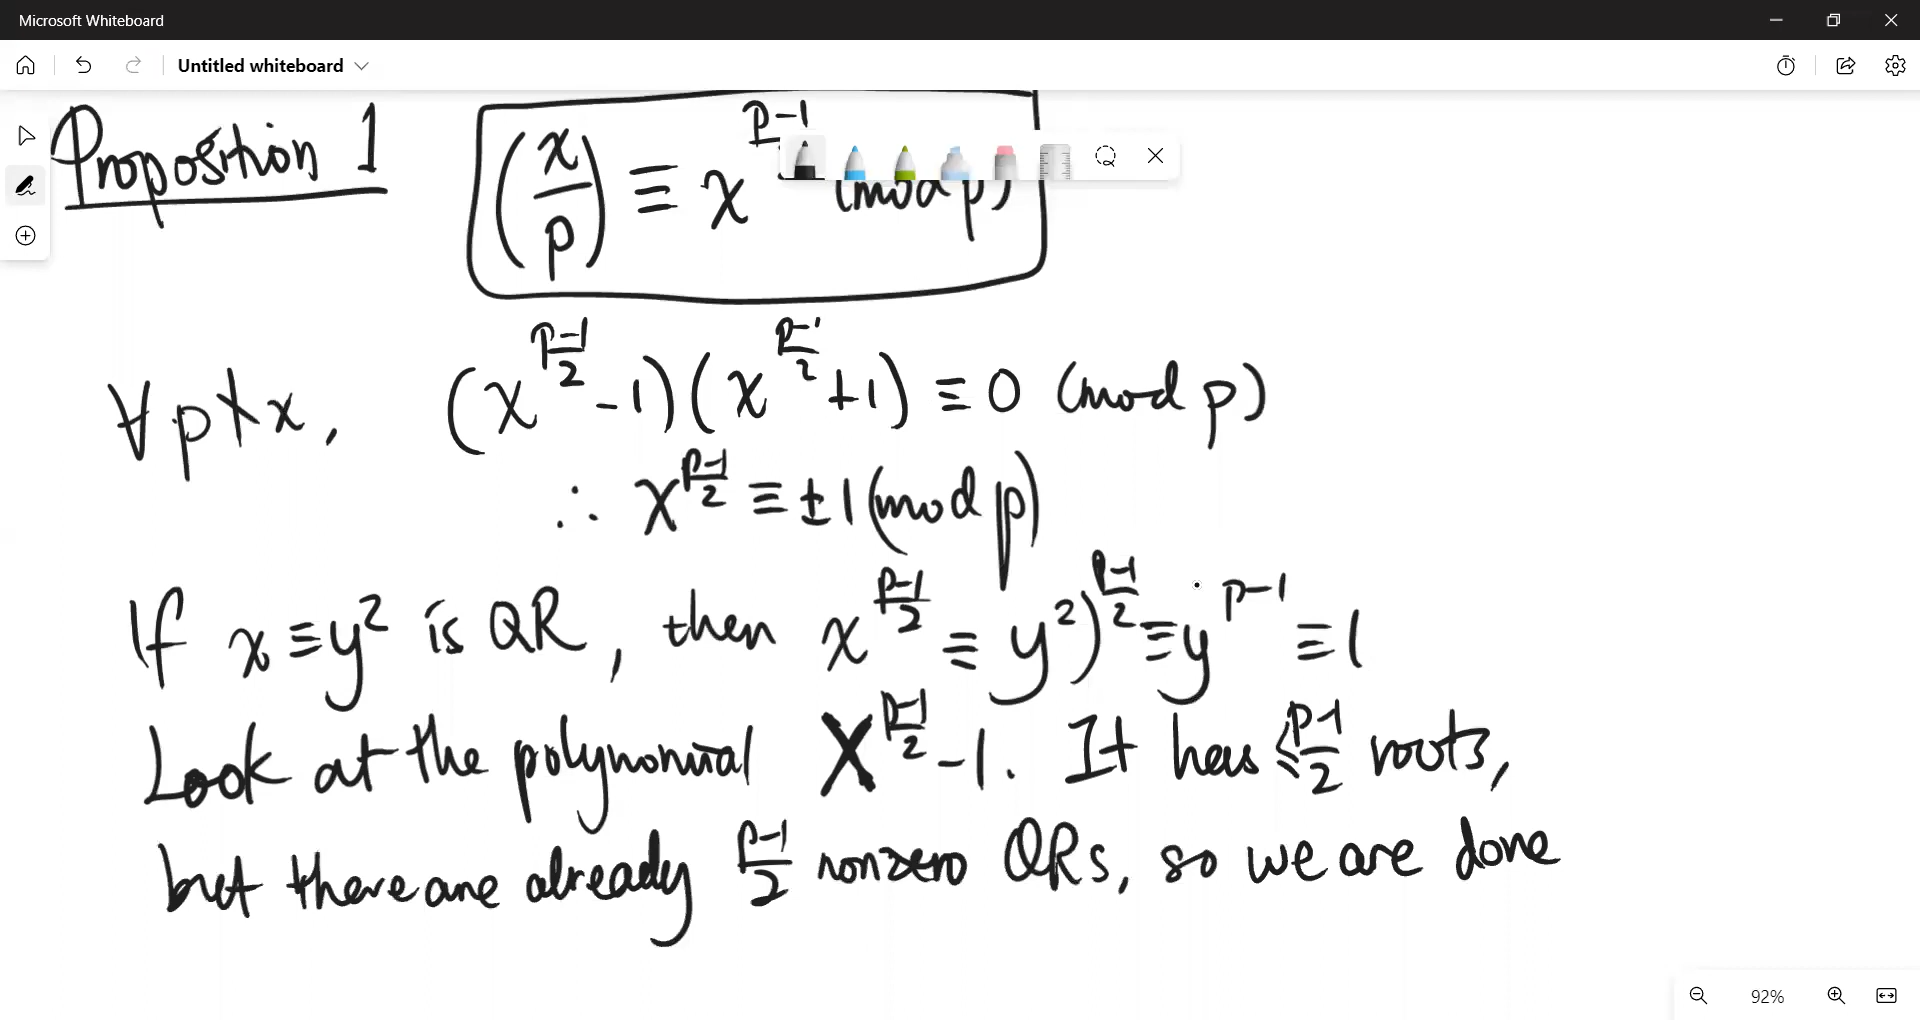 Microsoft Whiteboard
Untitled whiteboard
Proposition 1 (x/p) ≡ x^(p-1 (mod p)
∀ p∤x, (x^((p-1)/2) -1)(x^((p-1)/2) +1) ≡ 0 (mod p)
∴ x^((p-1)/2) ≡ ±1 (mod p)
If x ≡ y² is QR, then x^((p-1)/2) ≡ y²)^((p-1)/2) ≡ y^(p-1) ≡ 1
Look at the polynomial X^((p-1)/2) -1. It has ≤ (p-1)/2 roots,
but there are already (p-1)/2 nonzero QRs, so we are done
92%